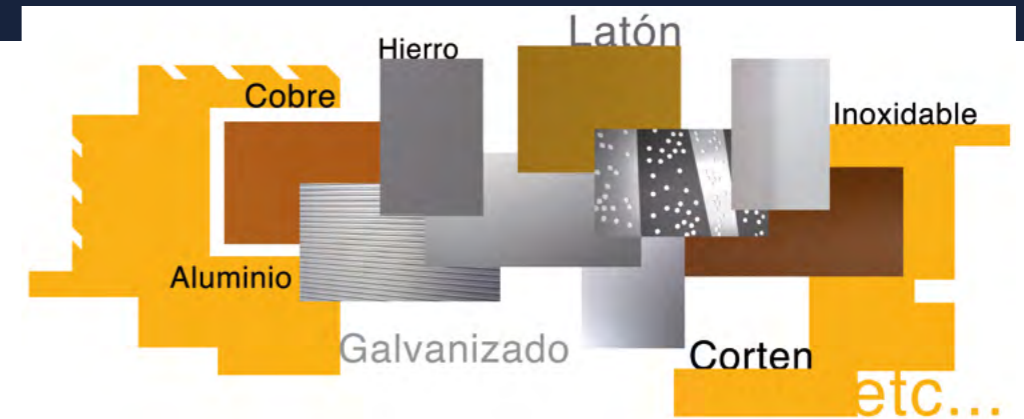 Latón
Hierro
Cobre
Inoxidable
Aluminio
Galvanizado
Corten
etc...